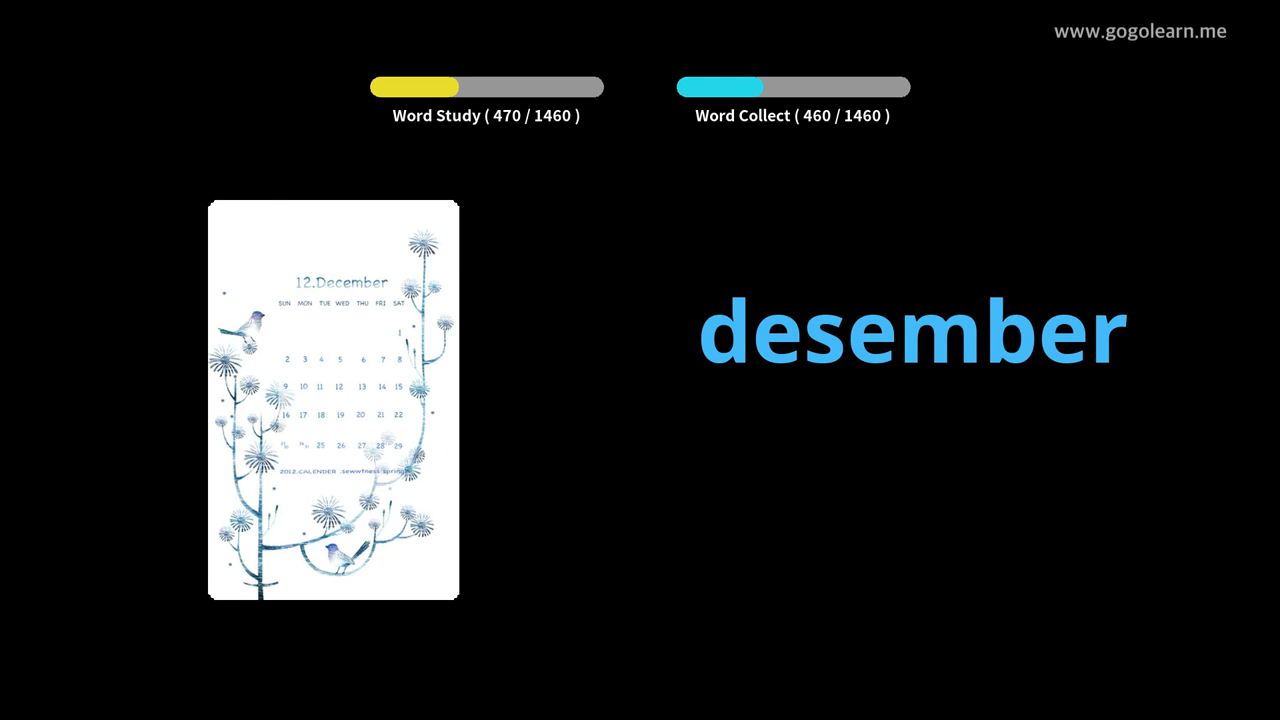 www.gogolearn.me
Word Study ( 470 / 1460 )
Word Collect ( 460 / 1460 )
12.December
SUN MON TUE WED THU FRI SAT
1
2 3 4 5 6 7 8
9 10 11 12 13 14 15
16 17 18 19 20 21 22
25 26 27 28 29
2012.CALENDER .sewwtness spring
desember